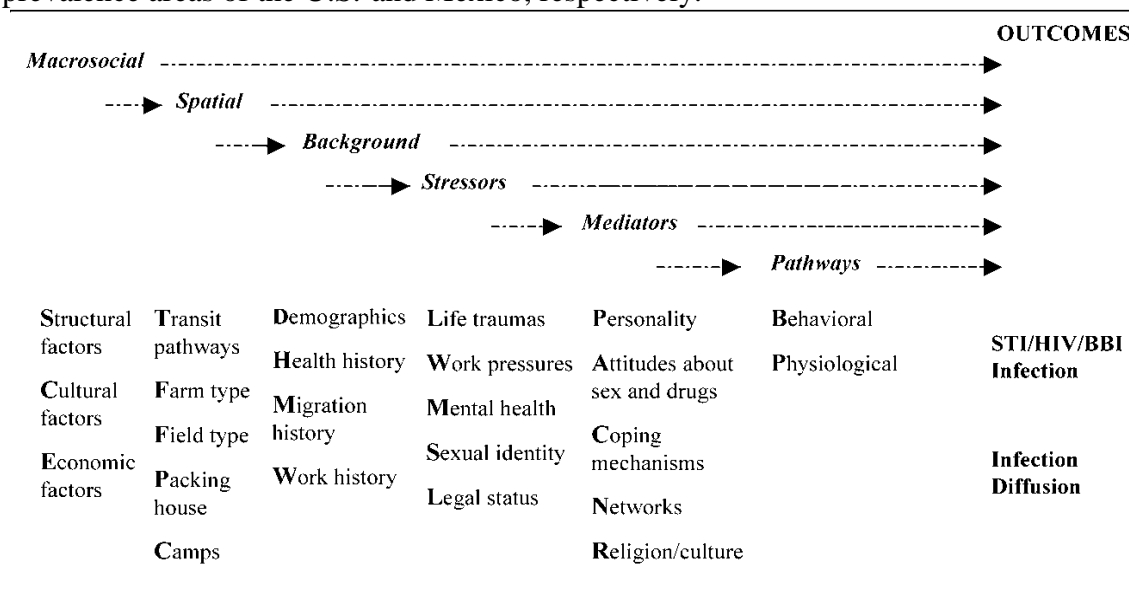 prevalence areas of the U.S. and Mexico, respectively.
OUTCOMES
Macrosocial
Spatial
Background
Stressors
Mediators
Pathways
Structural
factors
Cultural
factors
Economic
factors
Transit
pathways
Farm type
Field type
Packing
house
Camps
Demographics
Health history
Migration
history
Work history
Life traumas
Work pressures
Mental health
Sexual identity
Legal status
Personality
Attitudes about
sex and drugs
Coping
mechanisms
Networks
Religion/culture
Behavioral
Physiological
STI/HIV/BBI
Infection
Infection
Diffusion